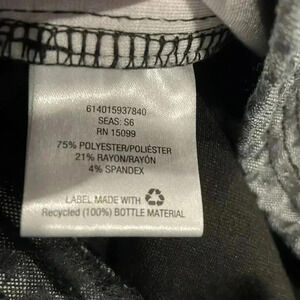 614015937840
SEAS: S6
RN 15099
75% POLYESTER/POLIÉSTER
21% RAYON/RAYÓN
4% SPANDEX
LABEL MADE WITH
Recycled (100%) BOTTLE MATERIAL